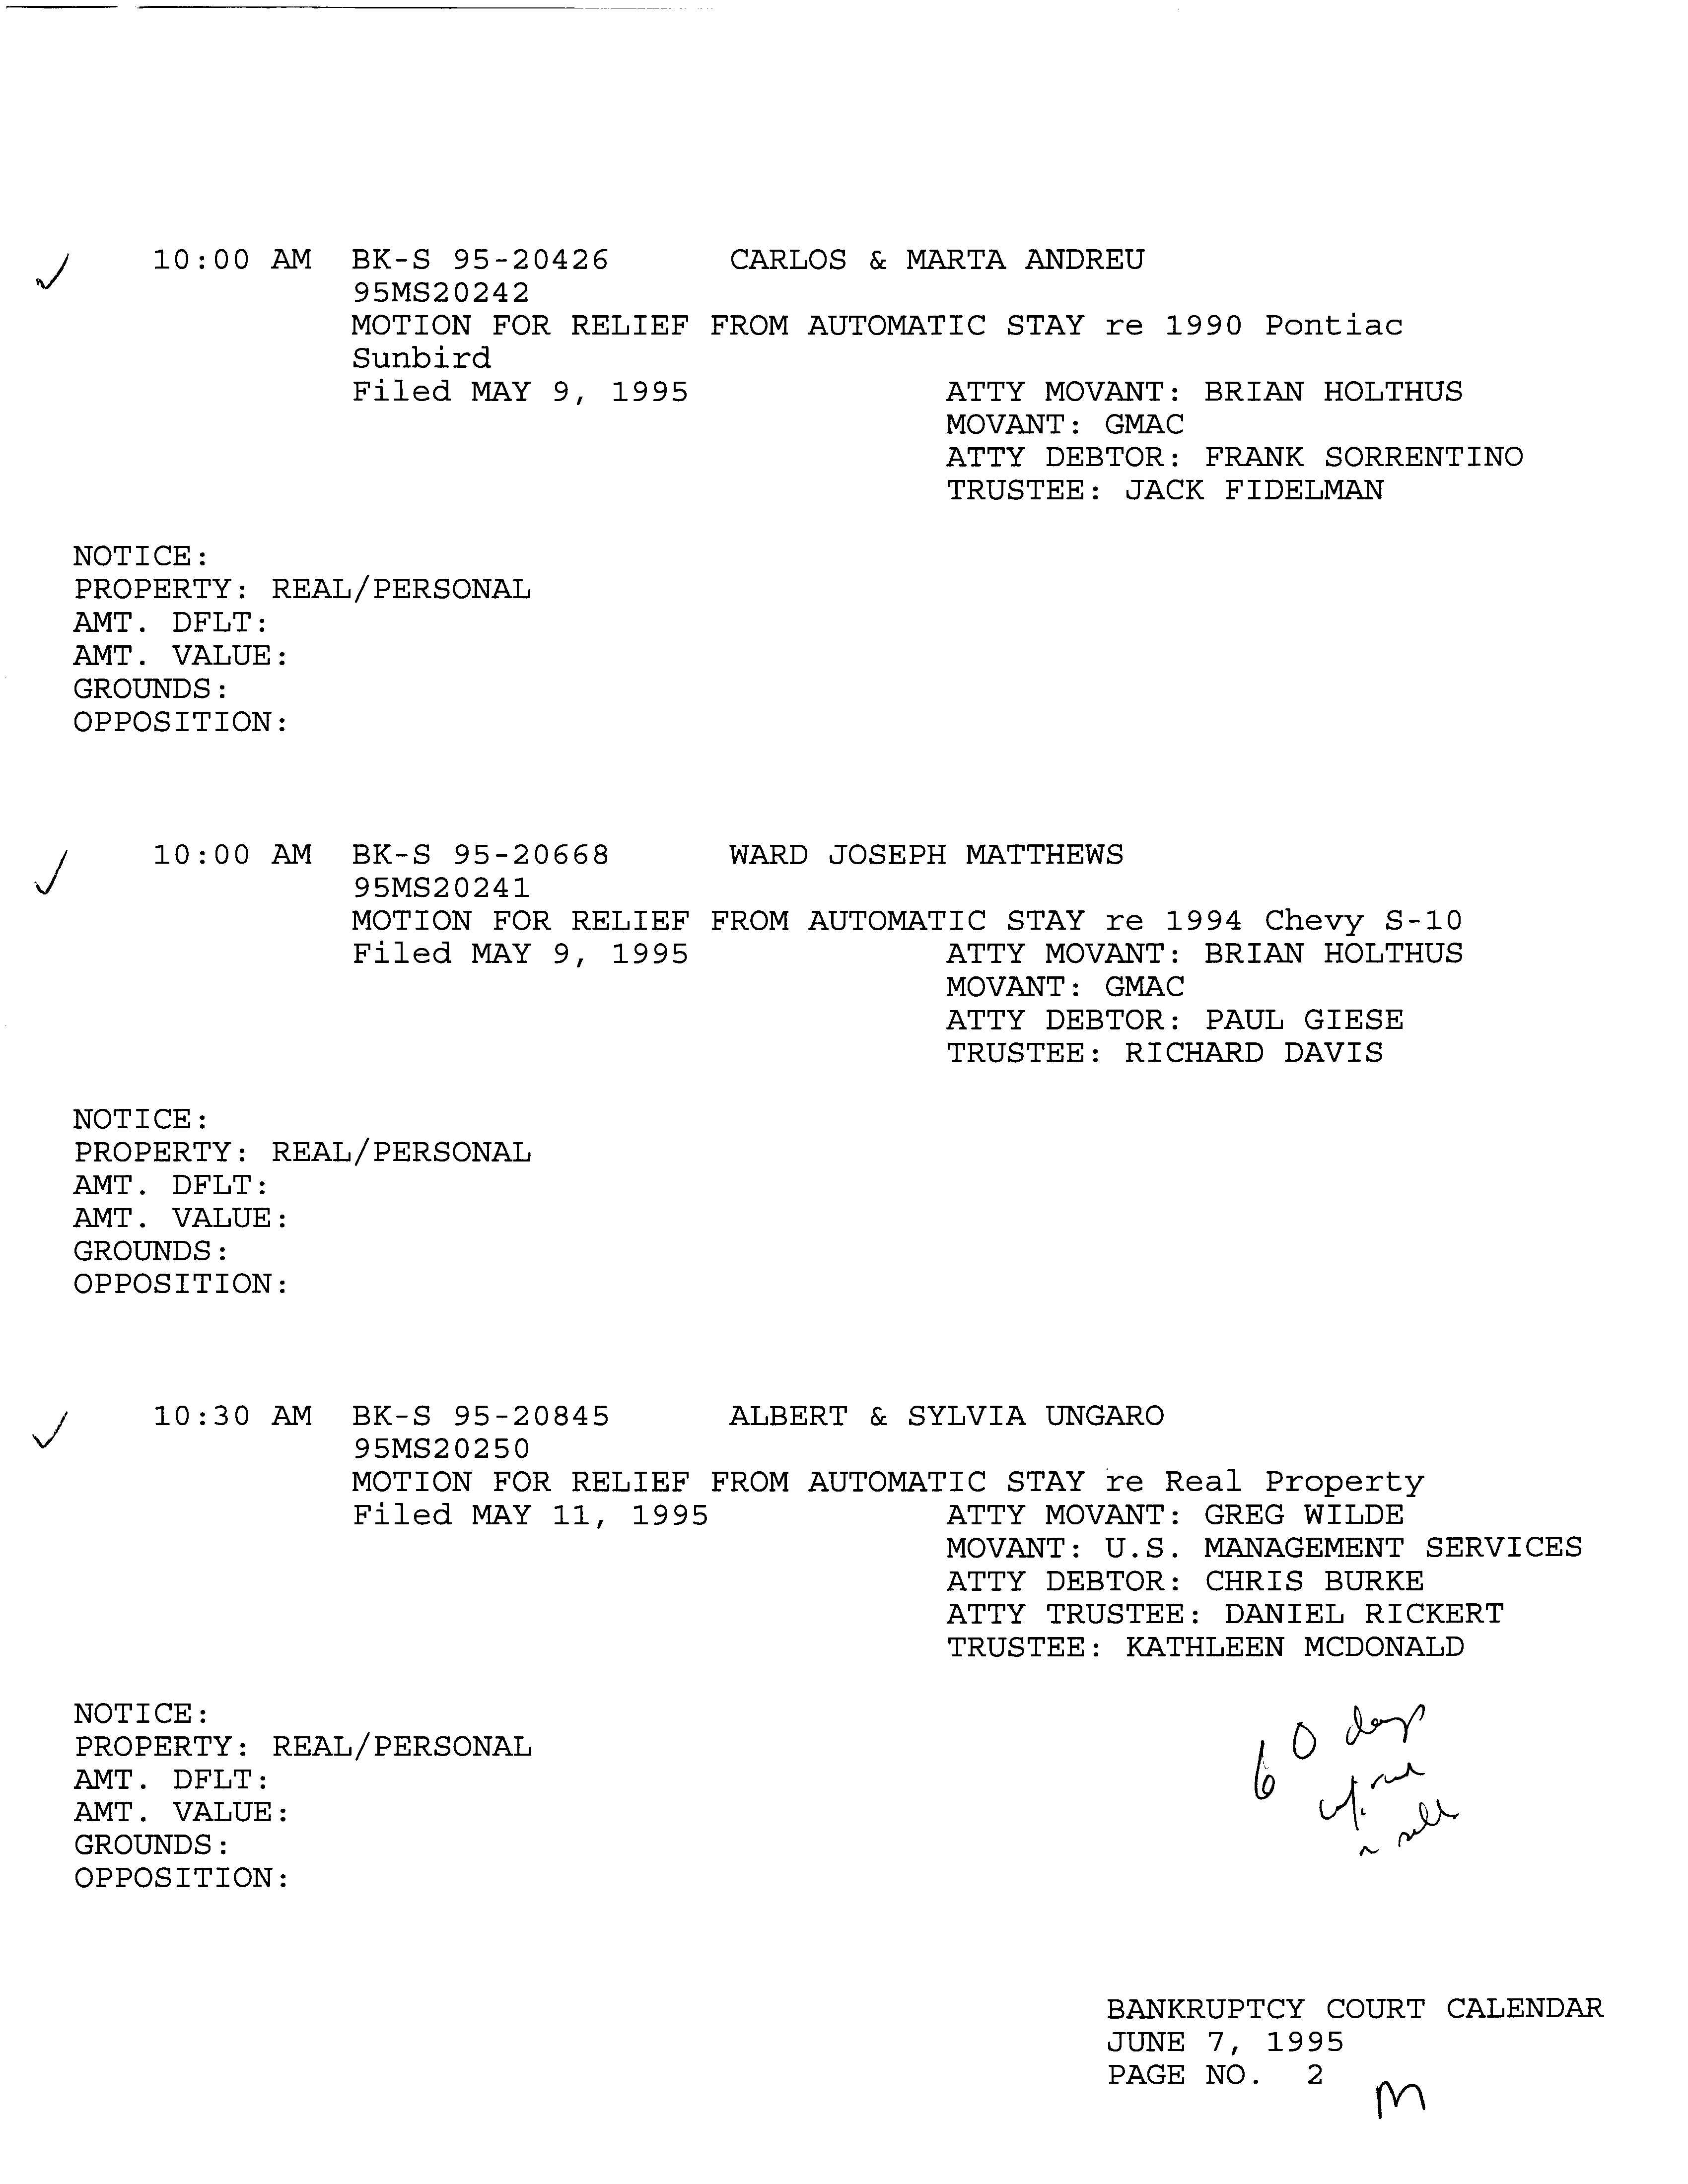 10:00 AM BK-S 95-20426 CARLOS & MARTA ANDREU
95MS20242
MOTION FOR RELIEF FROM AUTOMATIC STAY re 1990 Pontiac
Sunbird
Filed MAY 9, 1995 ATTY MOVANT: BRIAN HOLTHUS
MOVANT: GMAC
ATTY DEBTOR: FRANK SORRENTINO
TRUSTEE: JACK FIDELMAN
NOTICE:
PROPERTY: REAL/PERSONAL
AMT. DFLT:
AMT. VALUE:
GROUNDS:
OPPOSITION:
10:00 AM BK-S 95-20668 WARD JOSEPH MATTHEWS
95MS20241
MOTION FOR RELIEF FROM AUTOMATIC STAY re 1994 Chevy S-10
Filed MAY 9, 1995 ATTY MOVANT: BRIAN HOLTHUS
MOVANT: GMAC
ATTY DEBTOR: PAUL GIESE
TRUSTEE: RICHARD DAVIS
NOTICE:
PROPERTY: REAL/PERSONAL
AMT. DFLT:
AMT. VALUE:
GROUNDS:
OPPOSITION:
10:30 AM BK-S 95-20845 ALBERT & SYLVIA UNGARO
95MS20250
MOTION FOR RELIEF FROM AUTOMATIC STAY re Real Property
Filed MAY 11, 1995 ATTY MOVANT: GREG WILDE
MOVANT: U.S. MANAGEMENT SERVICES
ATTY DEBTOR: CHRIS BURKE
ATTY TRUSTEE: DANIEL RICKERT
TRUSTEE: KATHLEEN MCDONALD
NOTICE:
PROPERTY: REAL/PERSONAL
AMT. DFLT:
AMT. VALUE:
GROUNDS:
OPPOSITION:
60 days
sell
BANKRUPTCY COURT CALENDAR
JUNE 7, 1995
PAGE NO. 2
M